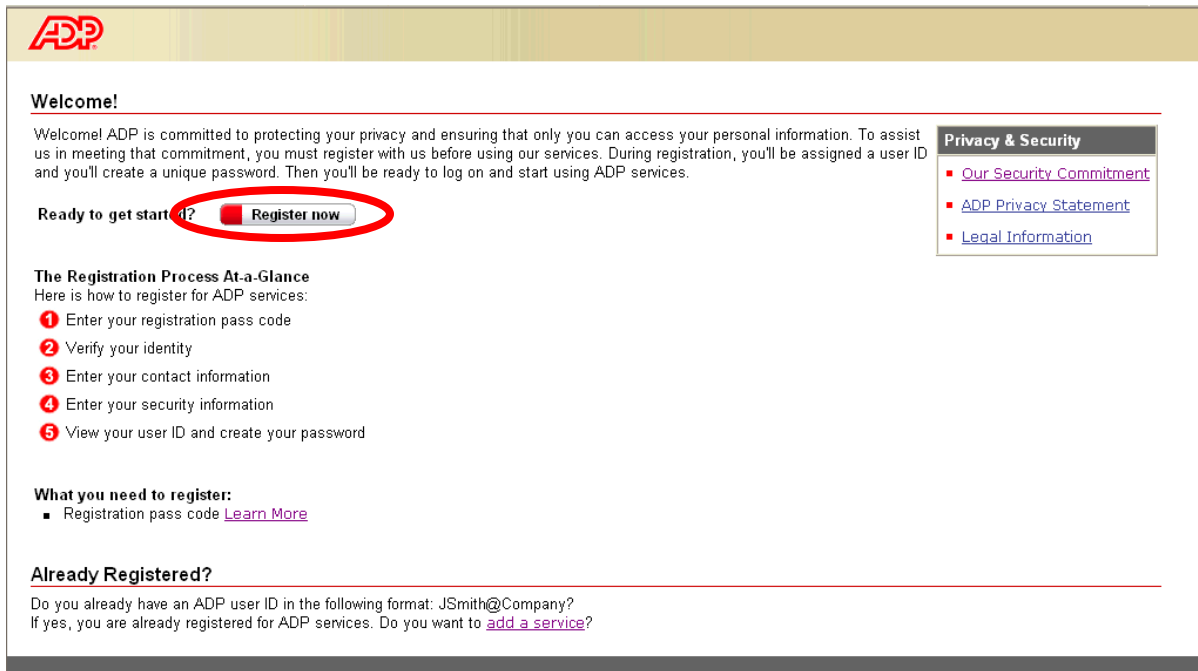 ADP
Welcome!
Welcome! ADP is committed to protecting your privacy and ensuring that only you can access your personal information. To assist
us in meeting that commitment, you must register with us before using our services. During registration, you'll be assigned a user ID
and you'll create a unique password. Then you'll be ready to log on and start using ADP services.
Privacy & Security
Our Security Commitment
ADP Privacy Statement
Legal Information
Ready to get started? Register now
The Registration Process At-a-Glance
Here is how to register for ADP services:
1 Enter your registration pass code
2 Verify your identity
3 Enter your contact information
4 Enter your security information
5 View your user ID and create your password
What you need to register:
Registration pass code Learn More
Already Registered?
Do you already have an ADP user ID in the following format: JSmith@Company?
If yes, you are already registered for ADP services. Do you want to add a service?